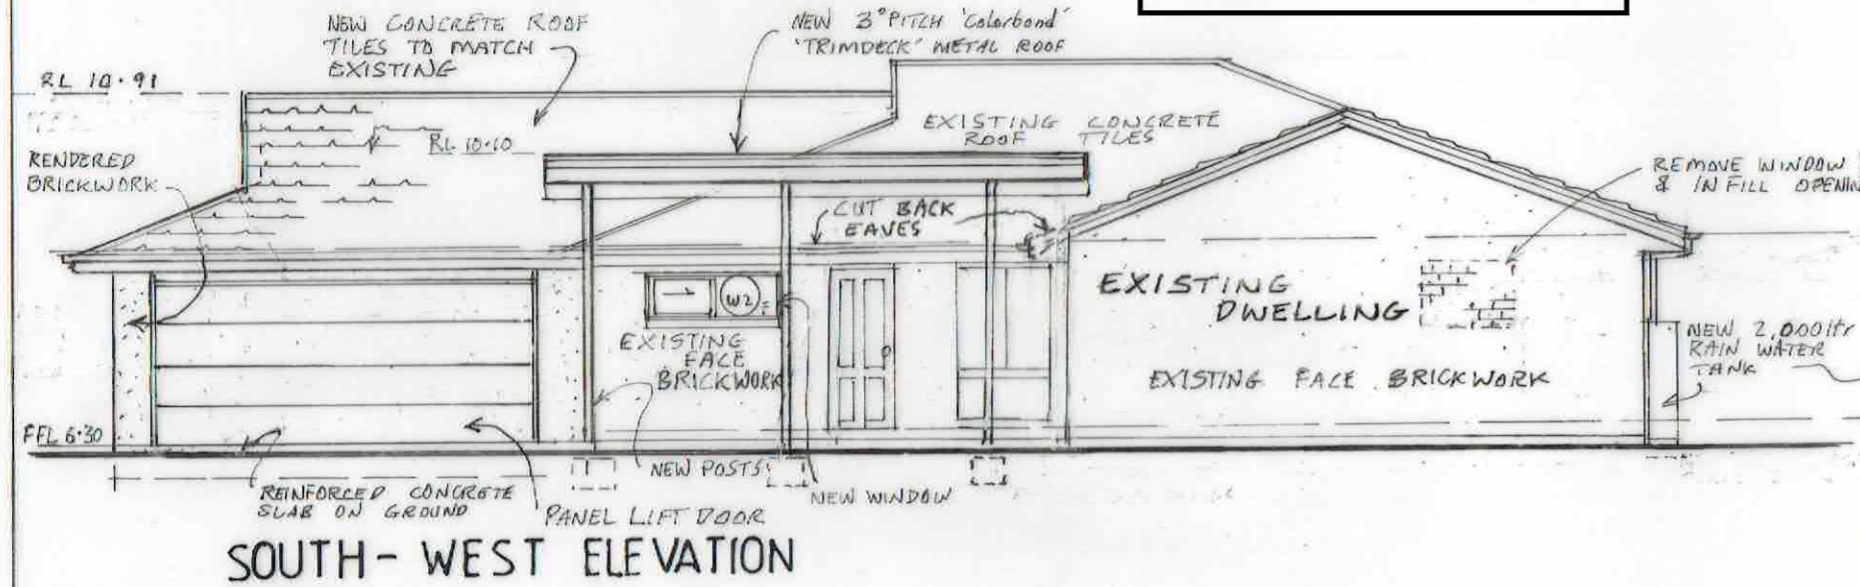 NEW CONCRETE ROOF
TILES TO MATCH
EXISTING
NEW 3° PITCH 'Colorbond'
'TRIMDECK' METAL ROOF
RL 10.91
RL 10.10
EXISTING CONCRETE
ROOF TILES
RENDERED
BRICKWORK
REMOVE WINDOW
& INFILL
CUT BACK
EAVES
EXISTING
DWELLING
W2
EXISTING
FACE
BRICKWORK
EXISTING FACE BRICKWORK
NEW 2,000 ltr
RAIN WATER
TANK
FFL 6.30
NEW POSTS
NEW WINDOW
REINFORCED CONCRETE
SLAB ON GROUND
PANEL LIFT DOOR
SOUTH-WEST ELEVATION